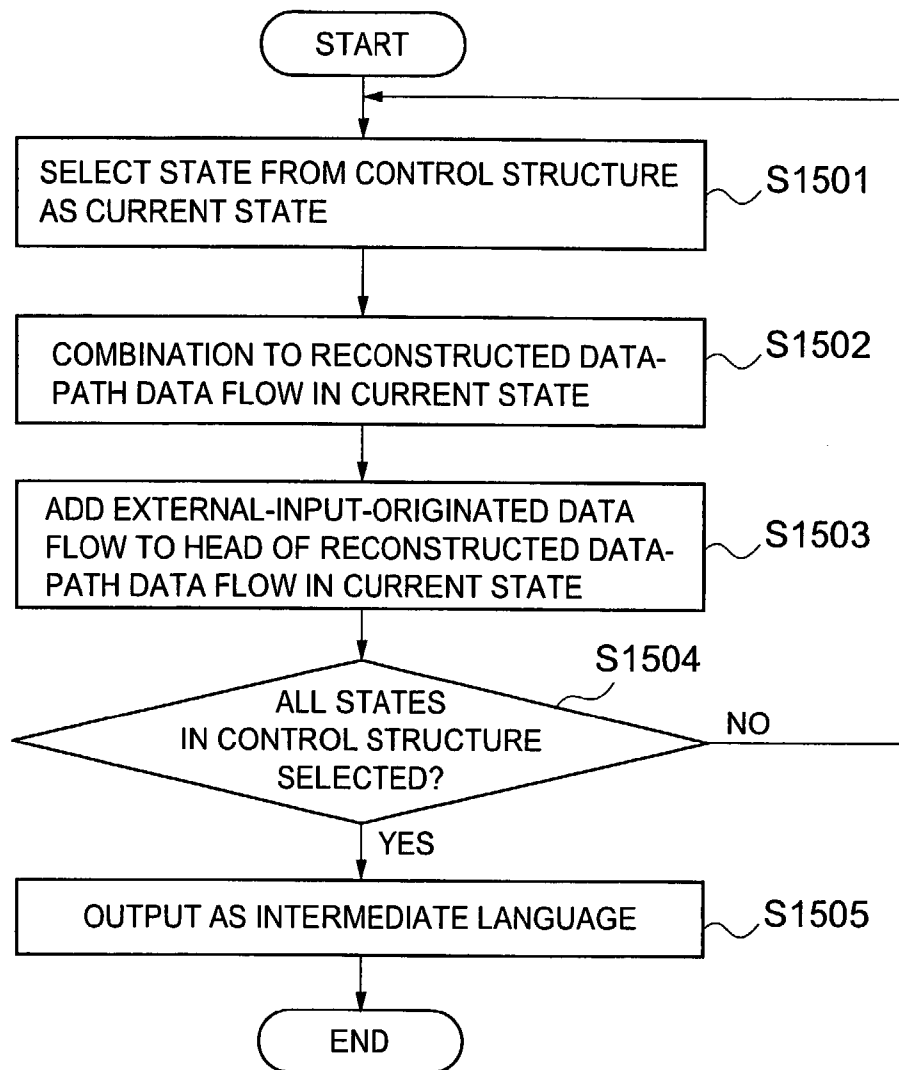 START
SELECT STATE FROM CONTROL STRUCTURE
AS CURRENT STATE
S1501
COMBINATION TO RECONSTRUCTED DATA-
PATH DATA FLOW IN CURRENT STATE
S1502
ADD EXTERNAL-INPUT-ORIGINATED DATA
FLOW TO HEAD OF RECONSTRUCTED DATA-
PATH DATA FLOW IN CURRENT STATE
S1503
S1504
ALL STATES
IN CONTROL STRUCTURE
SELECTED?
NO
YES
OUTPUT AS INTERMEDIATE LANGUAGE
S1505
END